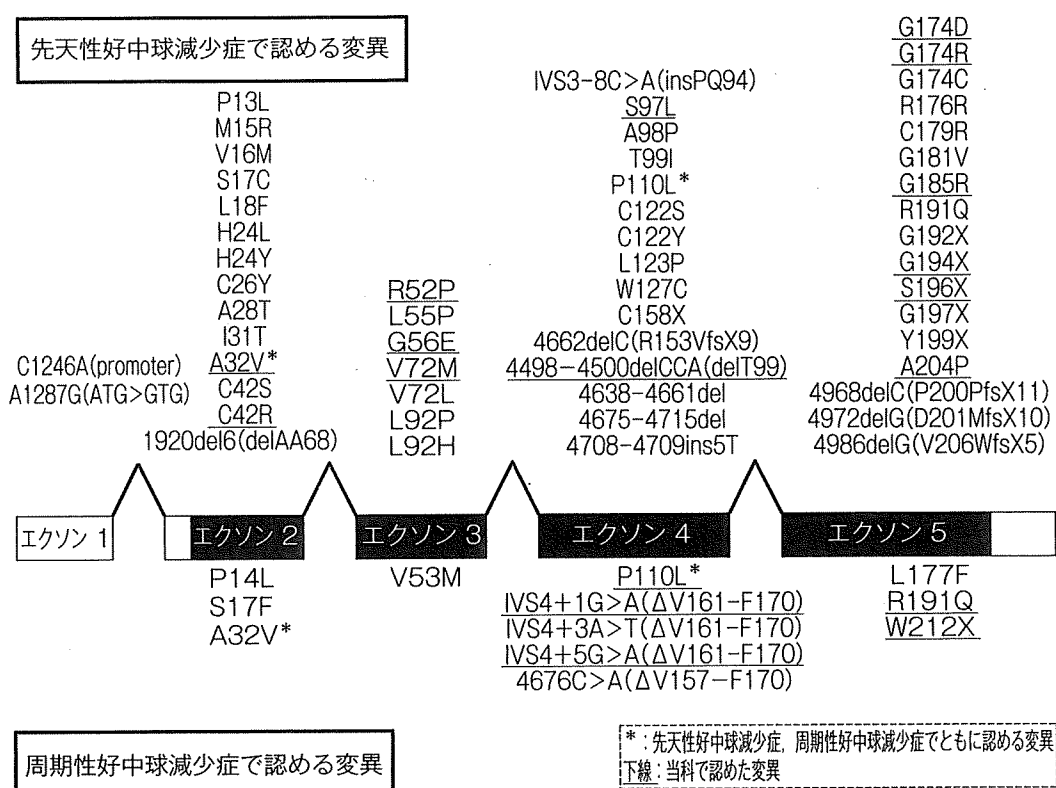 先天性好中球減少症で認める変異
C1246A(promoter)
A1287G(ATG>GTG)
P13L
M15R
V16M
S17C
L18F
H24L
H24Y
C26Y
A28T
I31T
A32V*
C42S
C42R
1920del6(delAA68)
R52P
L55P
G56E
V72M
V72L
L92P
L92H
IVS3-8C>A(insPQ94)
S97L
A98P
T99I
P110L*
C122S
C122Y
L123P
W127C
C158X
4662delC(R153VfsX9)
4498-4500delCCA(delT99)
4638-4661del
4675-4715del
4708-4709ins5T
G174D
G174R
G174C
R176R
C179R
G181V
G185R
R191Q
G192X
G194X
S196X
G197X
Y199X
A204P
4968delC(P200PfsX11)
4972delG(D201MfsX10)
4986delG(V206WfsX5)
エクソン 1
エクソン 2
エクソン 3
エクソン 4
エクソン 5
P14L
S17F
A32V*
V53M
P110L*
IVS4+1G>A(ΔV161-F170)
IVS4+3A>T(ΔV161-F170)
IVS4+5G>A(ΔV161-F170)
4676C>A(ΔV157-F170)
L177F
R191Q
W212X
周期性好中球減少症で認める変異
*：先天性好中球減少症，周期性好中球減少症でともに認める変異
下線：当科で認めた変異